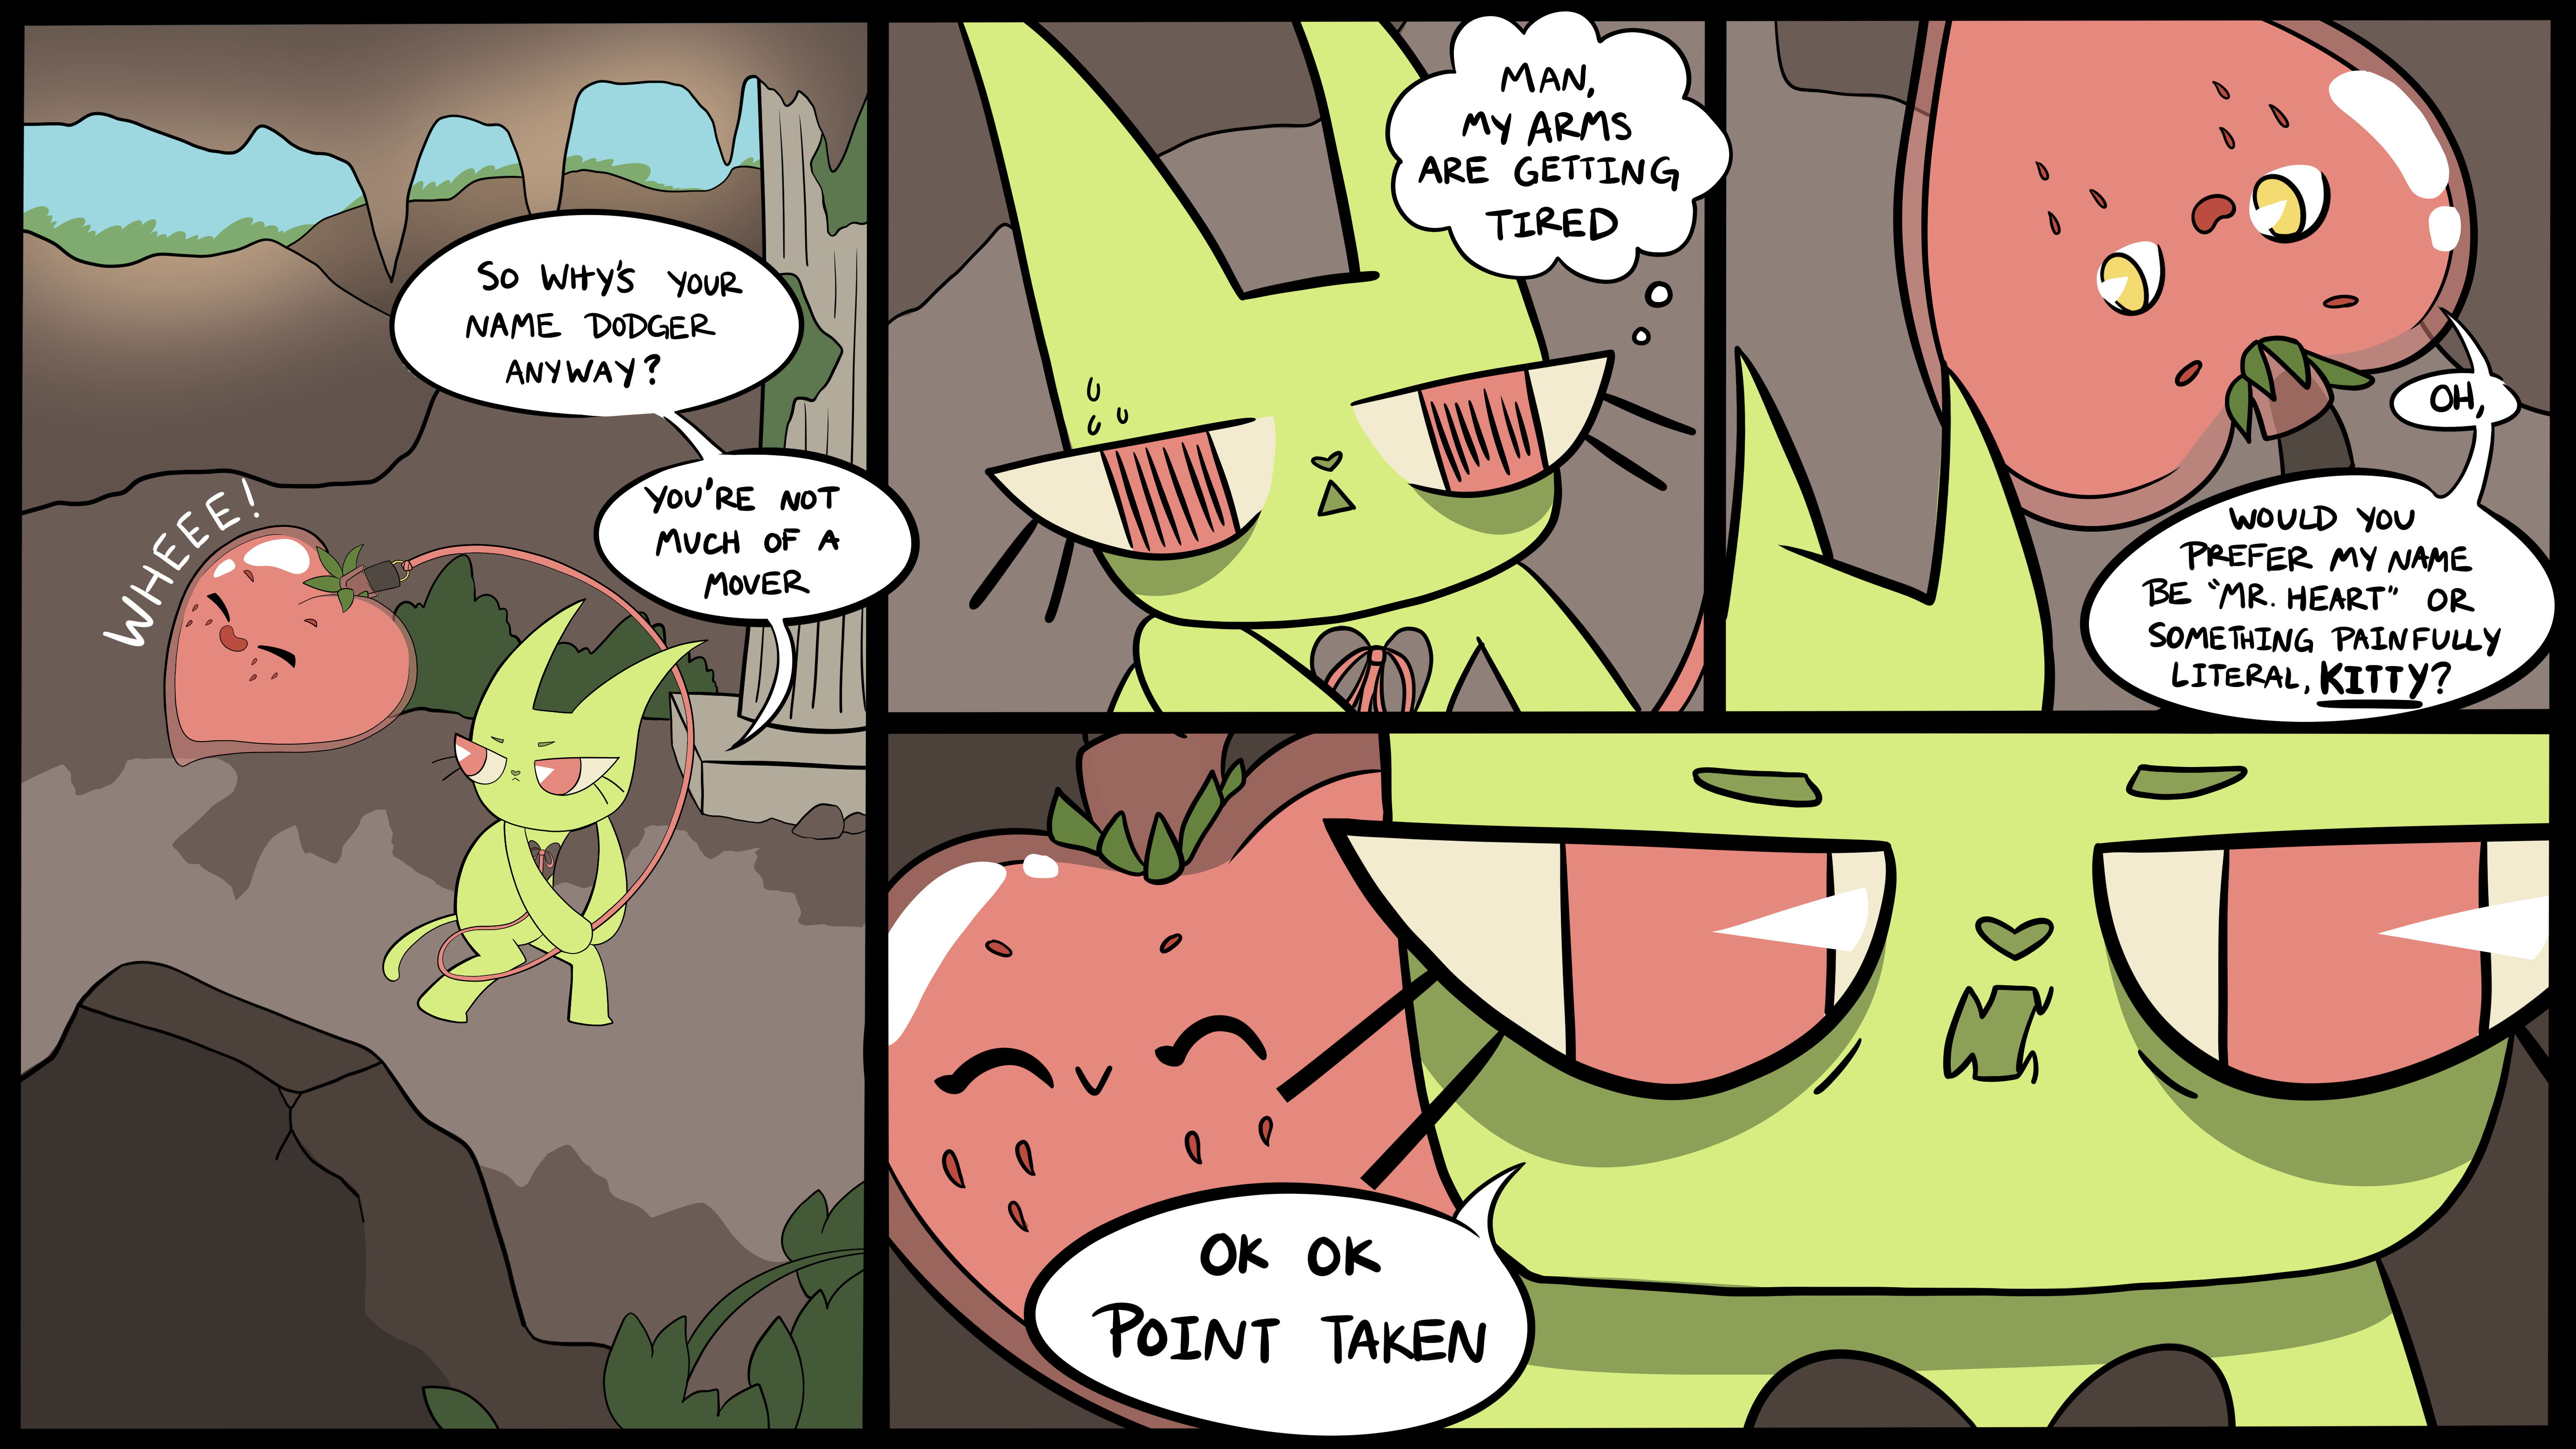 SO WHY'S YOUR
NAME DODGER
ANYWAY?
YOU'RE NOT
MUCH OF A
MOVER
WHEEE!
MAN,
MY ARMS
ARE GETTING
TIRED
OH,
WOULD YOU
PREFER MY NAME
BE "MR. HEART" OR
SOMETHING PAINFULLY
LITERAL, KITTY?
OK OK
POINT TAKEN